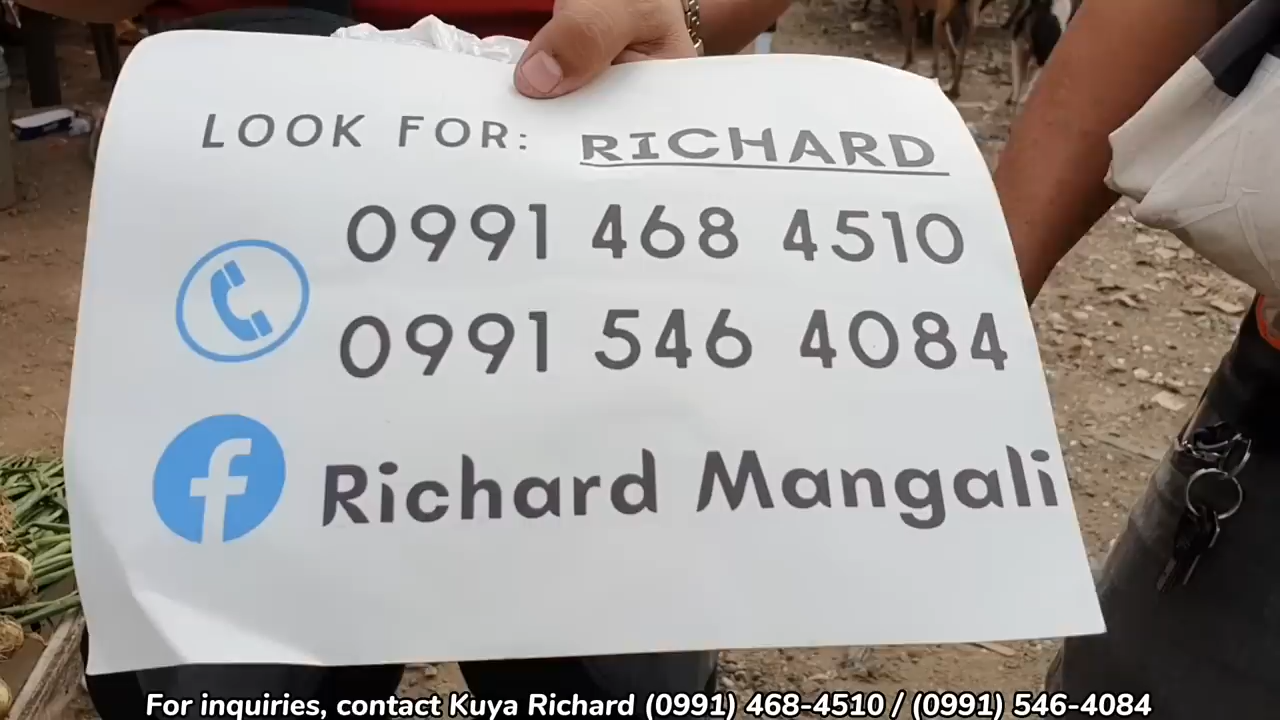 LOOK FOR: RICHARD
0991 468 4510
0991 546 4084
Richard Mangali
For inquiries, contact Kuya Richard (0991) 468-4510 / (0991) 546-4084